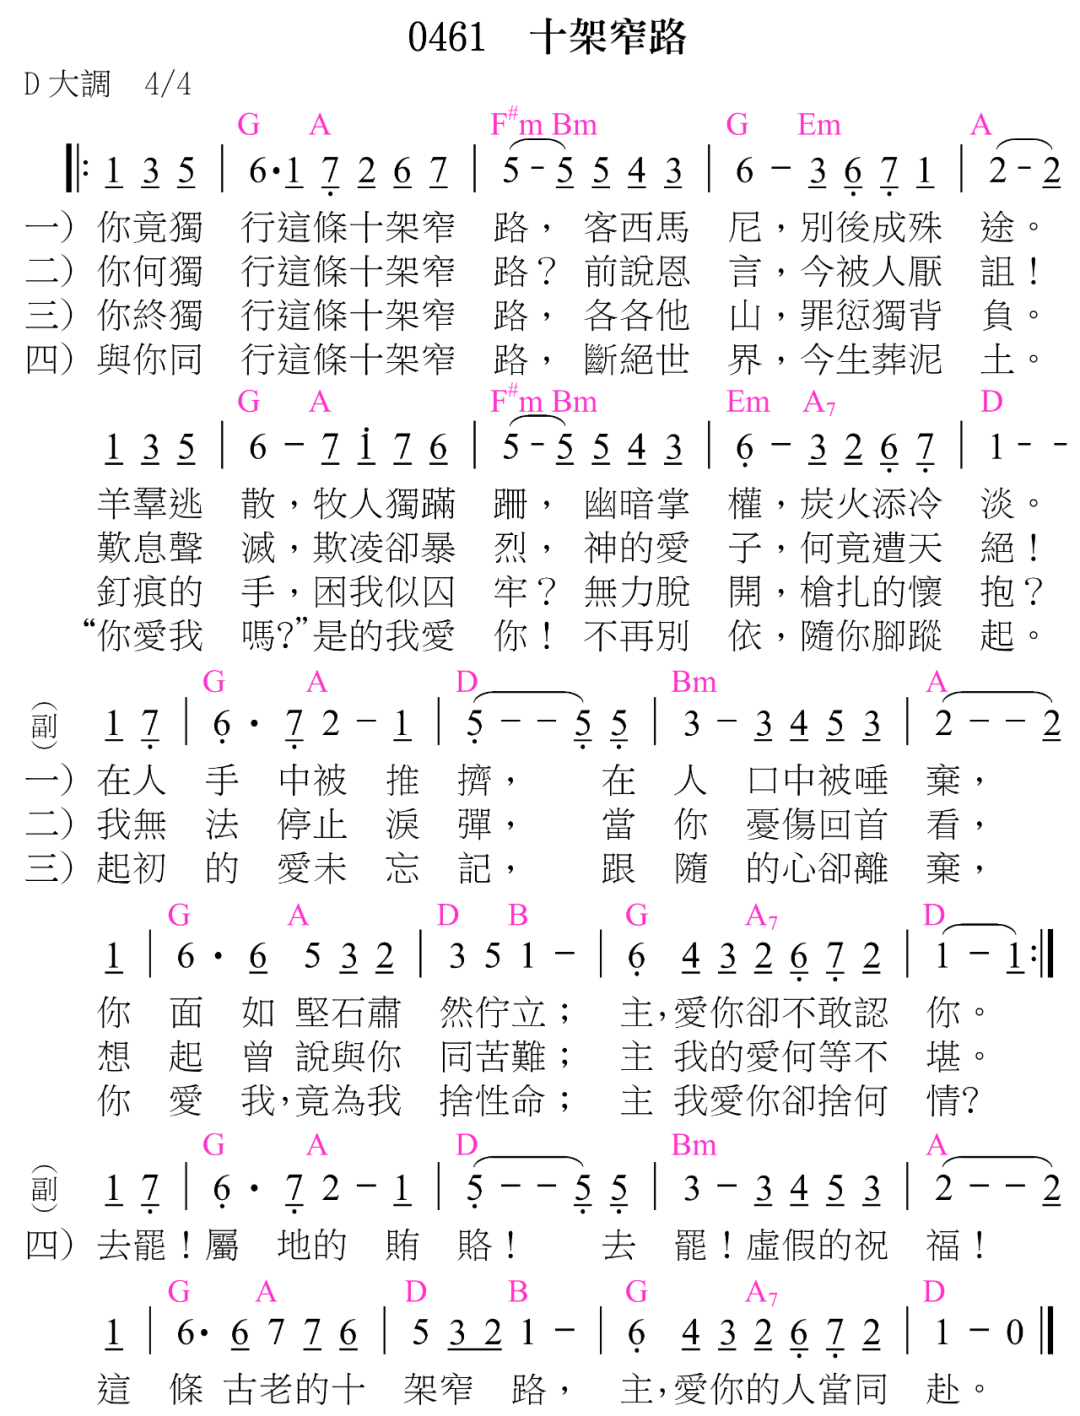 0461 十架窄路
D 大調 4/4
G A F#m Bm G Em A
1 3 5 | 6·1 7 2 6 7 | 5 - 5 5 4 3 | 6 - 3 6 7 1 | 2 - 2
一) 你竟獨 行這條十架窄 路, 客西馬 尼,別後成殊 途。
二) 你何獨 行這條十架窄 路? 前說恩 言,今被人厭 詛!
三) 你終獨 行這條十架窄 路, 各各他 山,罪愆獨背 負。
四) 與你同 行這條十架窄 路, 斷絕世 界,今生葬泥 土。
G A F#m Bm Em A7 D
1 3 5 | 6 - 7 1 7 6 | 5 - 5 5 4 3 | 6 - 3 2 6 7 | 1 - -
羊羣逃 散,牧人獨蹣 跚, 幽暗掌 權,炭火添冷 淡。
歎息聲 滅,欺凌卻暴 烈, 神的愛 子,何竟遭天 絕!
釘痕的 手,困我似囚 牢? 無力脫 開,槍扎的懷 抱?
“你愛我 嗎?”是的我愛 你! 不再別 依,隨你腳蹤 起。
G A D Bm A
(副) 1 7 | 6 · 7 2 - 1 | 5 - - 5 5 | 3 - 3 4 5 3 | 2 - - 2
一) 在人 手 中被 推 擠, 在 人 口中被唾 棄,
二) 我無 法 停止 淚 彈, 當 你 憂傷回首 看,
三) 起初 的 愛未 忘 記, 跟 隨 的心卻離 棄,
G A D B G A7 D
1 | 6 · 6 5 3 2 | 3 5 1 - | 6 4 3 2 6 7 2 | 1 - 1 :||
你 面 如 堅石肅 然佇立; 主,愛你卻不敢認 你。
想 起 曾 說與你 同苦難; 主 我的愛何等不 堪。
你 愛 我,竟為我 捨性命; 主 我愛你卻捨何 情?
G A D Bm A
(副) 1 7 | 6 · 7 2 - 1 | 5 - - 5 5 | 3 - 3 4 5 3 | 2 - - 2
四) 去罷!屬 地的 賄 賂! 去 罷!虛假的祝 福!
G A D B G A7 D
1 | 6· 6 7 7 6 | 5 3 2 1 - | 6 4 3 2 6 7 2 | 1 - 0 ||
這 條 古老的十 架窄 路, 主,愛你的人當同 赴。